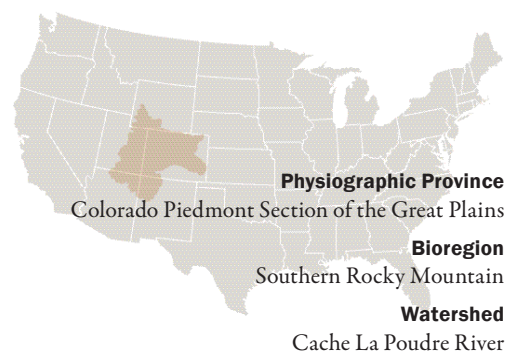 Physiographic Province
Colorado Piedmont Section of the Great Plains
Bioregion
Southern Rocky Mountain
Watershed
Cache La Poudre River